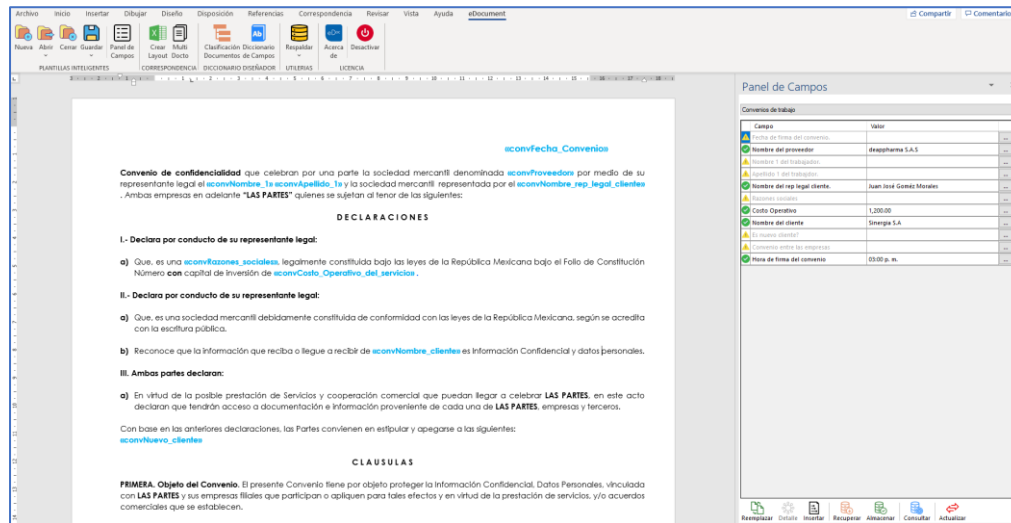 Archivo Inicio Insertar Dibujar Diseño Disposición Referencias Correspondencia Revisar Vista Ayuda eDocument
Compartir Comentario
Nueva Abrir Cerrar Guardar Panel de Campos Crear Layout Multi Docto Clasificación Documentos Diccionario de Campos Respaldar Acerca de Desactivar
PLANTILLAS INTELIGENTES CORRESPONDENCIA DICCIONARIO DISEÑADOR UTILERIAS LICENCIA
«convFecha_Convenio»
Convenio de confidencialidad que celebran por una parte la sociedad mercantil denominada «convProveedor» por medio de su
representante legal el «convNombre_1» «convApellido_1» y la sociedad mercantil representada por el «convNombre_rep_legal_cliente»
. Ambas empresas en adelante “LAS PARTES” quienes se sujetan al tenor de las siguientes:
DECLARACIONES
I.- Declara por conducto de su representante legal:
a) Que, es una «convRazones_sociales», legalmente constituida bajo las leyes de la República Mexicana bajo el Folio de Constitución
Número con capital de inversión de «convCosto_Operativo_del_servicio» .
II.- Declara por conducto de su representante legal:
a) Que, es una sociedad mercantil debidamente constituida de conformidad con las leyes de la República Mexicana, según se acredita
con la escritura pública.
b) Reconoce que la información que reciba o llegue a recibir de «convNombre_cliente» es Información Confidencial y datos personales.
III. Ambas partes declaran:
a) En virtud de la posible prestación de Servicios y cooperación comercial que puedan llegar a celebrar LAS PARTES, en este acto
declaran que tendrán acceso a documentación e información proveniente de cada una de LAS PARTES, empresas y terceros.
Con base en las anteriores declaraciones, las Partes convienen en estipular y apegarse a las siguientes:
«convNuevo_cliente»
CLAUSULAS
PRIMERA. Objeto del Convenio. El presente Convenio tiene por objeto proteger la Información Confidencial, Datos Personales, vinculada
con LAS PARTES y sus empresas filiales que participan o apliquen para tales efectos y en virtud de la prestación de servicios, y/o acuerdos
comerciales que se establecen.
Panel de Campos
Convenios de trabajo
Campo Valor
Fecha de firma del convenio.
Nombre del proveedor deappharma S.A.S
Nombre 1 del trabajador.
Apellido 1 del trabajdor.
Nombre del rep legal cliente. Juan José Goméz Morales
Razones sociales
Costo Operativo 1,200.00
Nombre del cliente Sinergia S.A
Es nuevo cliente?
Convenio entre las empresas
Hora de firma del convenio 03:00 p. m.
Reemplazar Detalle Insertar Recuperar Almacenar Consultar Actualizar